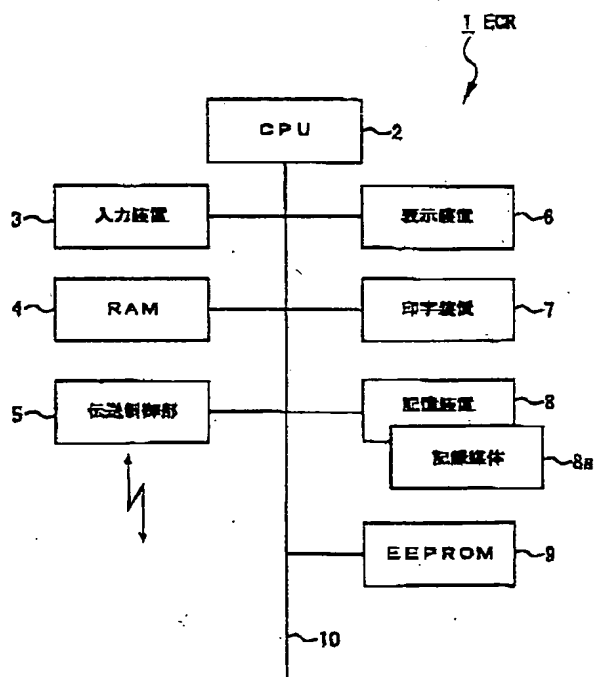 1 ECR
CPU
2
3
入力装置
表示装置
6
4
RAM
印字装置
7
5
伝送制御部
記憶装置
8
記録媒体
8a
EEPROM
9
10